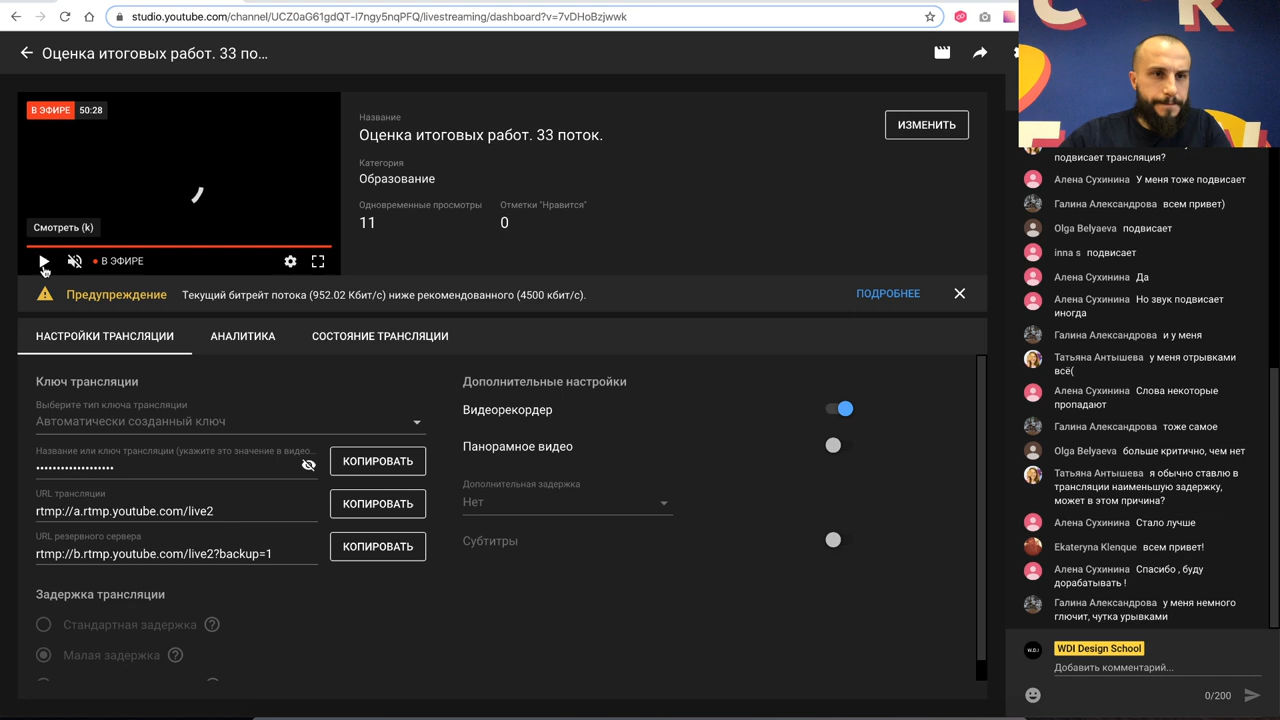 studio.youtube.com/channel/UCZ0aG61gdQT-I7ngy5nqPFQ/livestreaming/dashboard?v=7vDHoBzjwwk
Оценка итоговых работ. 33 по...
В ЭФИРЕ 50:28
Смотреть (k)
В ЭФИРЕ
Название
Оценка итоговых работ. 33 поток.
ИЗМЕНИТЬ
Категория
Образование
Одновременные просмотры Отметки "Нравится"
11 0
Предупреждение Текущий битрейт потока (952.02 Кбит/с) ниже рекомендованного (4500 кбит/с). ПОДРОБНЕЕ
НАСТРОЙКИ ТРАНСЛЯЦИИ АНАЛИТИКА СОСТОЯНИЕ ТРАНСЛЯЦИИ
Ключ трансляции
Выберите тип ключа трансляции
Автоматически созданный ключ
Название или ключ трансляции (укажите это значение в видео...
••••••••••••••••••• КОПИРОВАТЬ
URL трансляции
rtmp://a.rtmp.youtube.com/live2 КОПИРОВАТЬ
URL резервного сервера
rtmp://b.rtmp.youtube.com/live2?backup=1 КОПИРОВАТЬ
Задержка трансляции
Стандартная задержка
Малая задержка
Дополнительные настройки
Видеорекордер
Панорамное видео
Дополнительная задержка
Нет
Субтитры
подвисает трансляция?
Алена Сухинина У меня тоже подвисает
Галина Александрова всем привет)
Olga Belyaeva подвисает
inna s подвисает
Алена Сухинина Да
Алена Сухинина Но звук подвисает
иногда
Галина Александрова и у меня
Татьяна Антышева у меня отрывками
всё(
Алена Сухинина Слова некоторые
пропадают
Галина Александрова тоже самое
Olga Belyaeva больше критично, чем нет
Татьяна Антышева я обычно ставлю в
трансляции наименьшую задержку,
может в этом причина?
Алена Сухинина Стало лучше
Ekateryna Klenque всем привет!
Алена Сухинина Спасибо , буду
дорабатывать !
Галина Александрова у меня немного
глючит, чутка урывками
WDI Design School
Добавить комментарий...
0/200